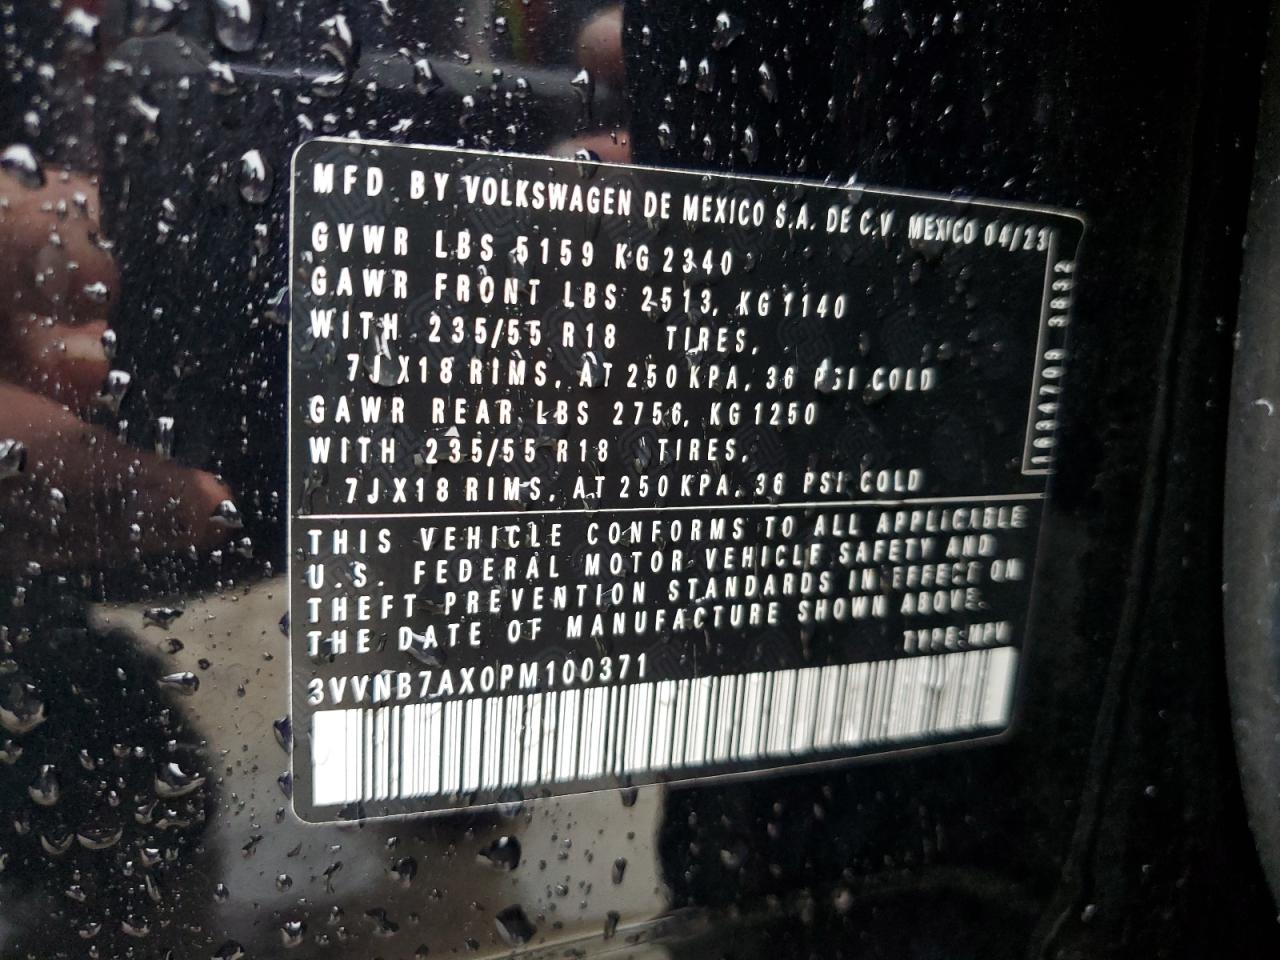 MFD BY VOLKSWAGEN DE MEXICO S.A. DE C.V. MEXICO 04/23
GVWR LBS 5159 KG 2340
GAWR FRONT LBS 2513, KG 1140
WITH 235/55 R18 TIRES,
7J X18 RIMS, AT 250 KPA, 36 PSI COLD
GAWR REAR LBS 2756, KG 1250
WITH 235/55 R18 TIRES,
7J X18 RIMS, AT 250 KPA, 36 PSI COLD
THIS VEHICLE CONFORMS TO ALL APPLICABLE
U.S. FEDERAL MOTOR VEHICLE SAFETY AND
THEFT PREVENTION STANDARDS IN EFFECT ON
THE DATE OF MANUFACTURE SHOWN ABOVE.
TYPE:MPV
3VVNB7AX0PM100371